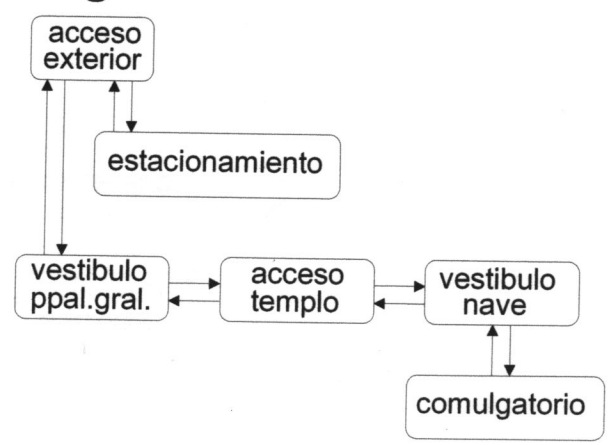 acceso
exterior
estacionamiento
vestibulo
ppal.gral.
acceso
templo
vestibulo
nave
comulgatorio